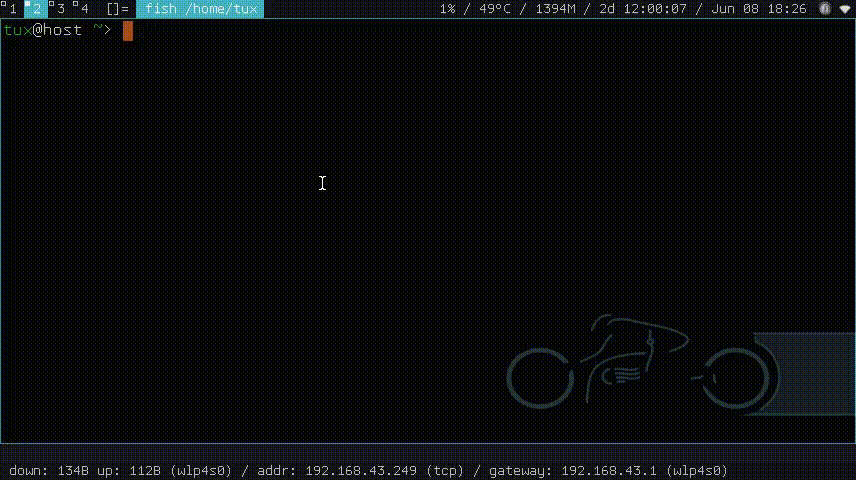 1 2 3 4 []= fish /home/tux 1% / 49°C / 1394M / 2d 12:00:07 / Jun 08 18:26
tux@host ~>
down: 134B up: 112B (wlp4s0) / addr: 192.168.43.249 (tcp) / gateway: 192.168.43.1 (wlp4s0)